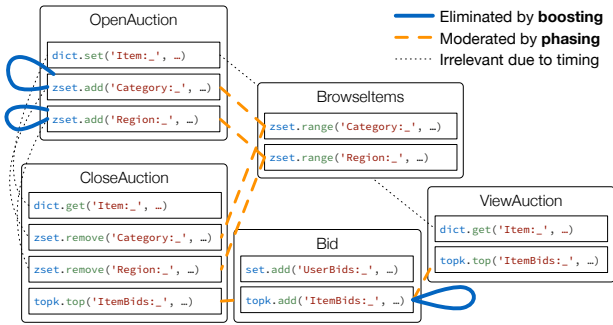 OpenAuction
dict.set('Item:_', …)
zset.add('Category:_', …)
zset.add('Region:_', …)
Eliminated by boosting
Moderated by phasing
Irrelevant due to timing
BrowseItems
zset.range('Category:_', …)
zset.range('Region:_', …)
CloseAuction
dict.get('Item:_', …)
zset.remove('Category:_', …)
zset.remove('Region:_', …)
topk.top('ItemBids:_', …)
Bid
set.add('UserBids:_', …)
topk.add('ItemBids:_', …)
ViewAuction
dict.get('Item:_', …)
topk.top('ItemBids:_', …)